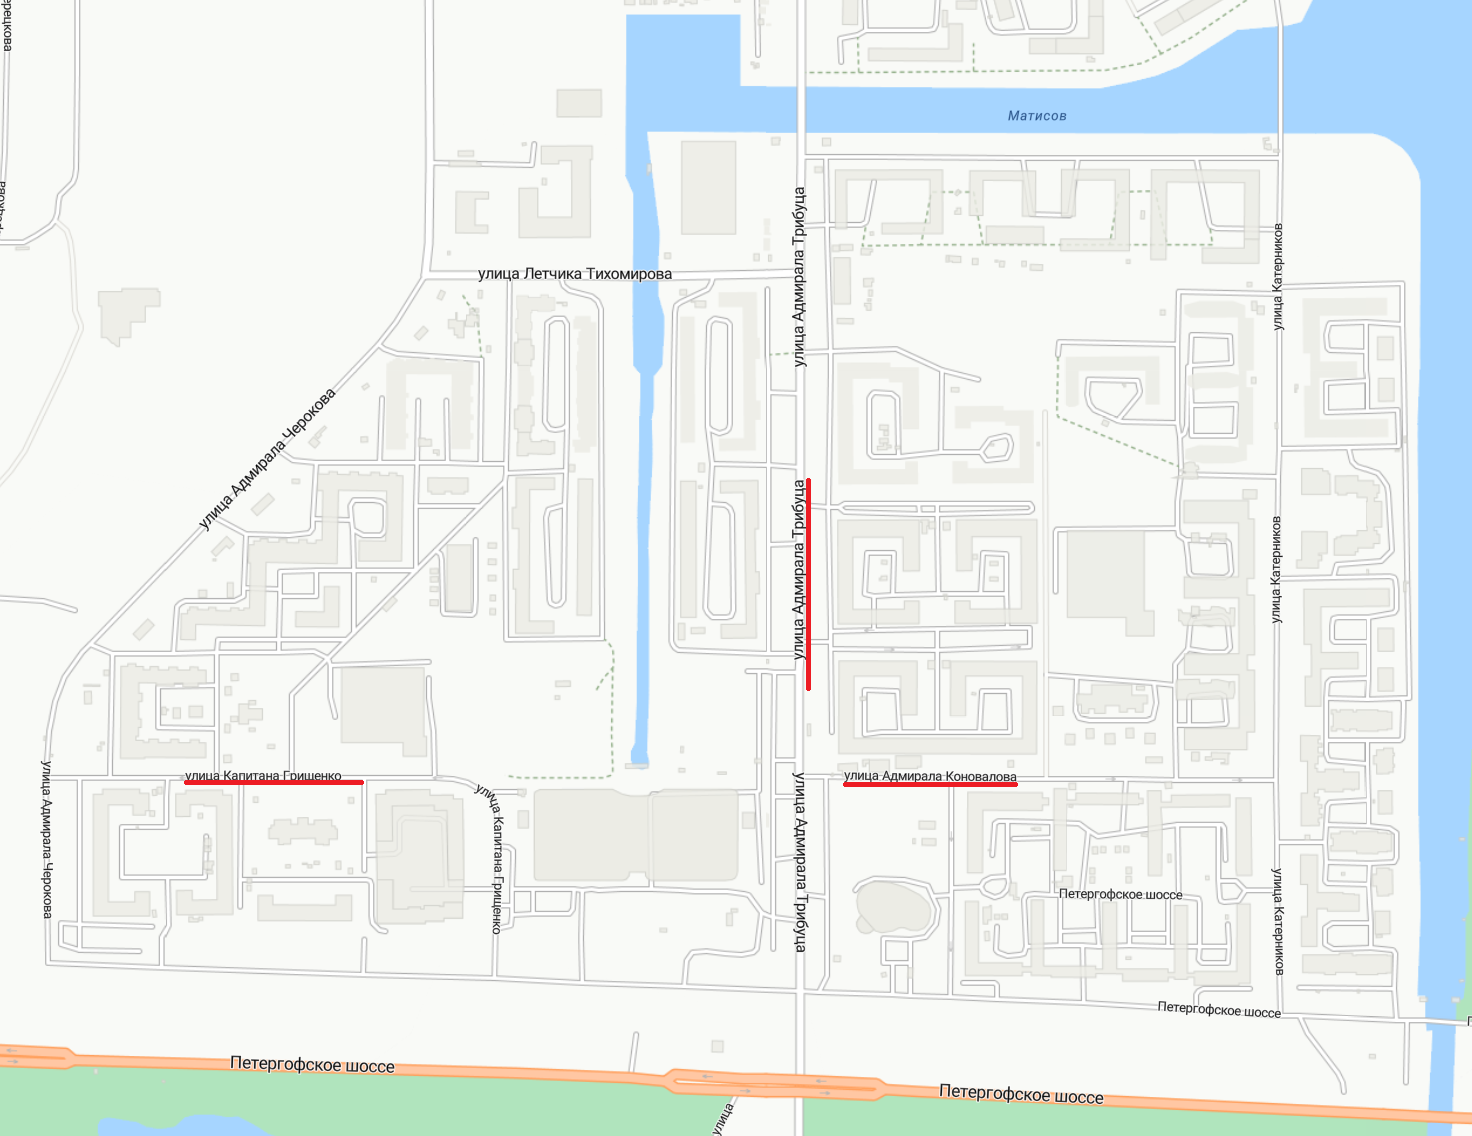 Матисов
улица Адмирала Трибуца
улица Катерников
улица Летчика Тихомирова
улица Адмирала Черокова
улица Адмирала Трибуца
улица Катерников
улица Капитана Грищенко
улица Адмирала Коновалова
улица Адмирала Черокова
улица Капитана Грищенко
улица Адмирала Трибуца
Петергофское шоссе
улица Катерников
Петергофское шоссе
Петергофское шоссе
Петергофское шоссе
улица